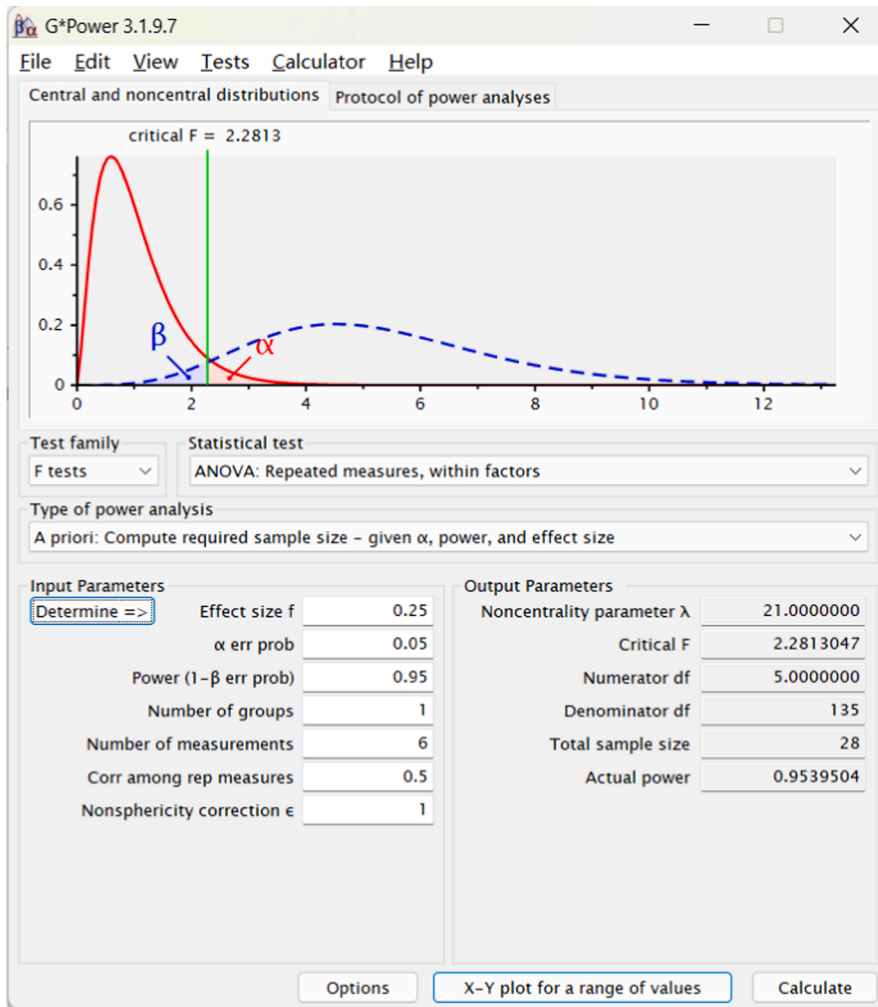 G*Power 3.1.9.7
File Edit View Tests Calculator Help
Central and noncentral distributions Protocol of power analyses
critical F = 2.2813
0.6
0.4
0.2
0
β
α
0 2 4 6 8 10 12
Test family
F tests
Statistical test
ANOVA: Repeated measures, within factors
Type of power analysis
A priori: Compute required sample size – given α, power, and effect size
Input Parameters
Determine => Effect size f 0.25
α err prob 0.05
Power (1–β err prob) 0.95
Number of groups 1
Number of measurements 6
Corr among rep measures 0.5
Nonsphericity correction ϵ 1
Output Parameters
Noncentrality parameter λ 21.0000000
Critical F 2.2813047
Numerator df 5.0000000
Denominator df 135
Total sample size 28
Actual power 0.9539504
Options X-Y plot for a range of values Calculate